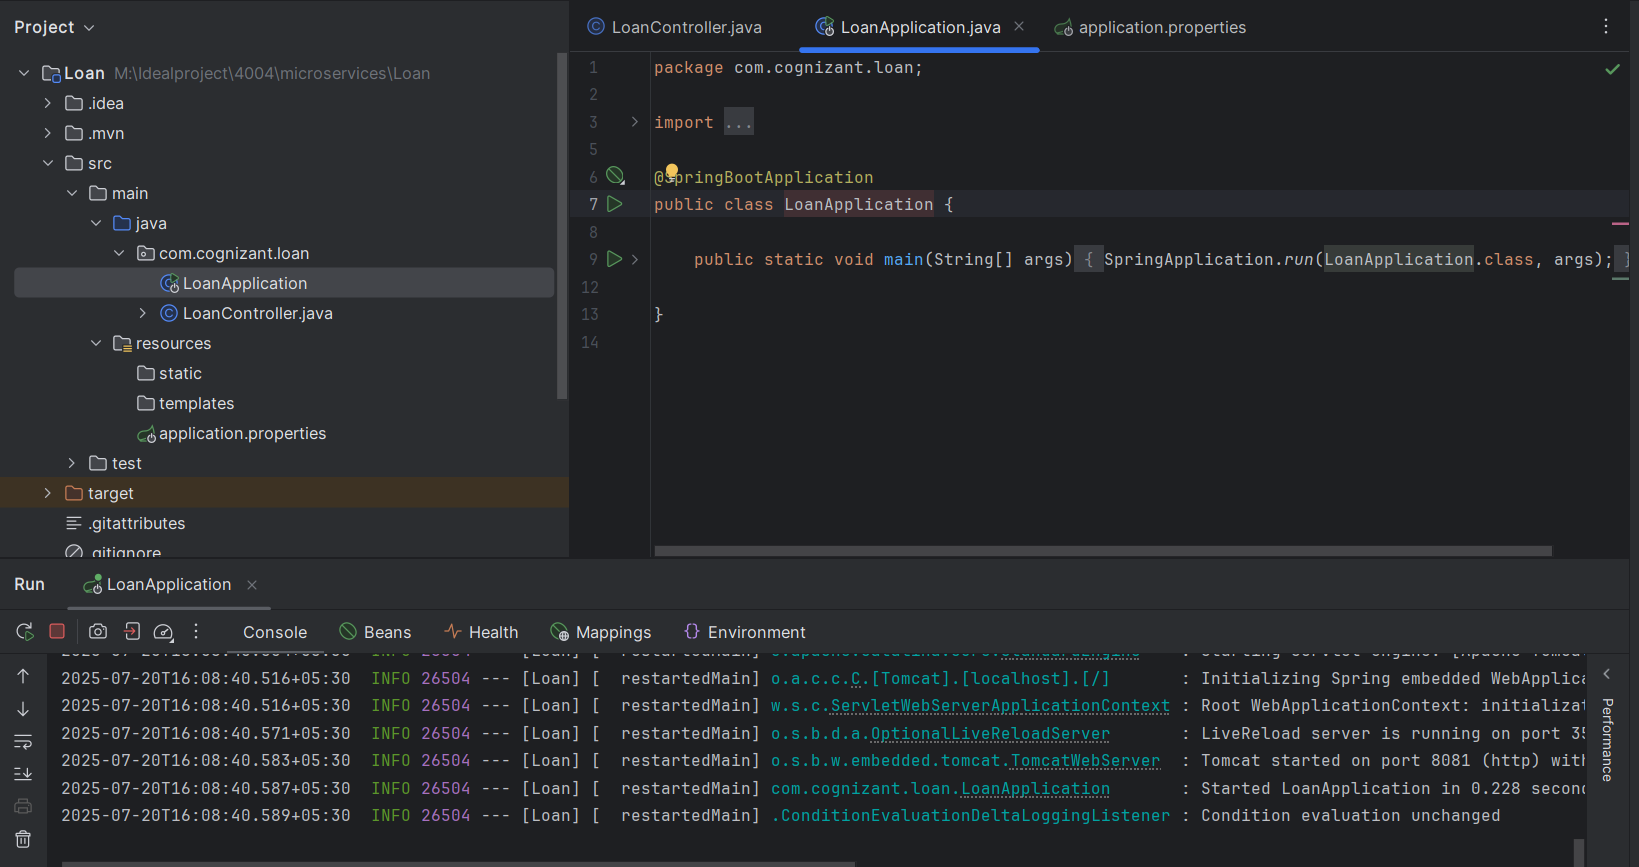 Project
Loan M:\Idealproject\4004\microservices\Loan
.idea
.mvn
src
main
java
com.cognizant.loan
LoanApplication
LoanController.java
resources
static
templates
application.properties
test
target
.gitattributes
.gitignore
LoanController.java LoanApplication.java application.properties
1 package com.cognizant.loan;
2
3 import ...
5
6 @SpringBootApplication
7 public class LoanApplication {
8
9 public static void main(String[] args) { SpringApplication.run(LoanApplication.class, args); }
12
13 }
14
Run LoanApplication
Console Beans Health Mappings Environment
[Loan] [ restartedMain]
2025-07-20T16:08:40.516+05:30 INFO 26504 --- [Loan] [ restartedMain] o.a.c.c.C.[Tomcat].[localhost].[/] : Initializing Spring embedded WebApplica
2025-07-20T16:08:40.516+05:30 INFO 26504 --- [Loan] [ restartedMain] w.s.c.ServletWebServerApplicationContext : Root WebApplicationContext: initializat
2025-07-20T16:08:40.571+05:30 INFO 26504 --- [Loan] [ restartedMain] o.s.b.d.a.OptionalLiveReloadServer : LiveReload server is running on port 35
2025-07-20T16:08:40.583+05:30 INFO 26504 --- [Loan] [ restartedMain] o.s.b.w.embedded.tomcat.TomcatWebServer : Tomcat started on port 8081 (http) with
2025-07-20T16:08:40.587+05:30 INFO 26504 --- [Loan] [ restartedMain] com.cognizant.loan.LoanApplication : Started LoanApplication in 0.228 second
2025-07-20T16:08:40.589+05:30 INFO 26504 --- [Loan] [ restartedMain] .ConditionEvaluationDeltaLoggingListener : Condition evaluation unchanged
Performance